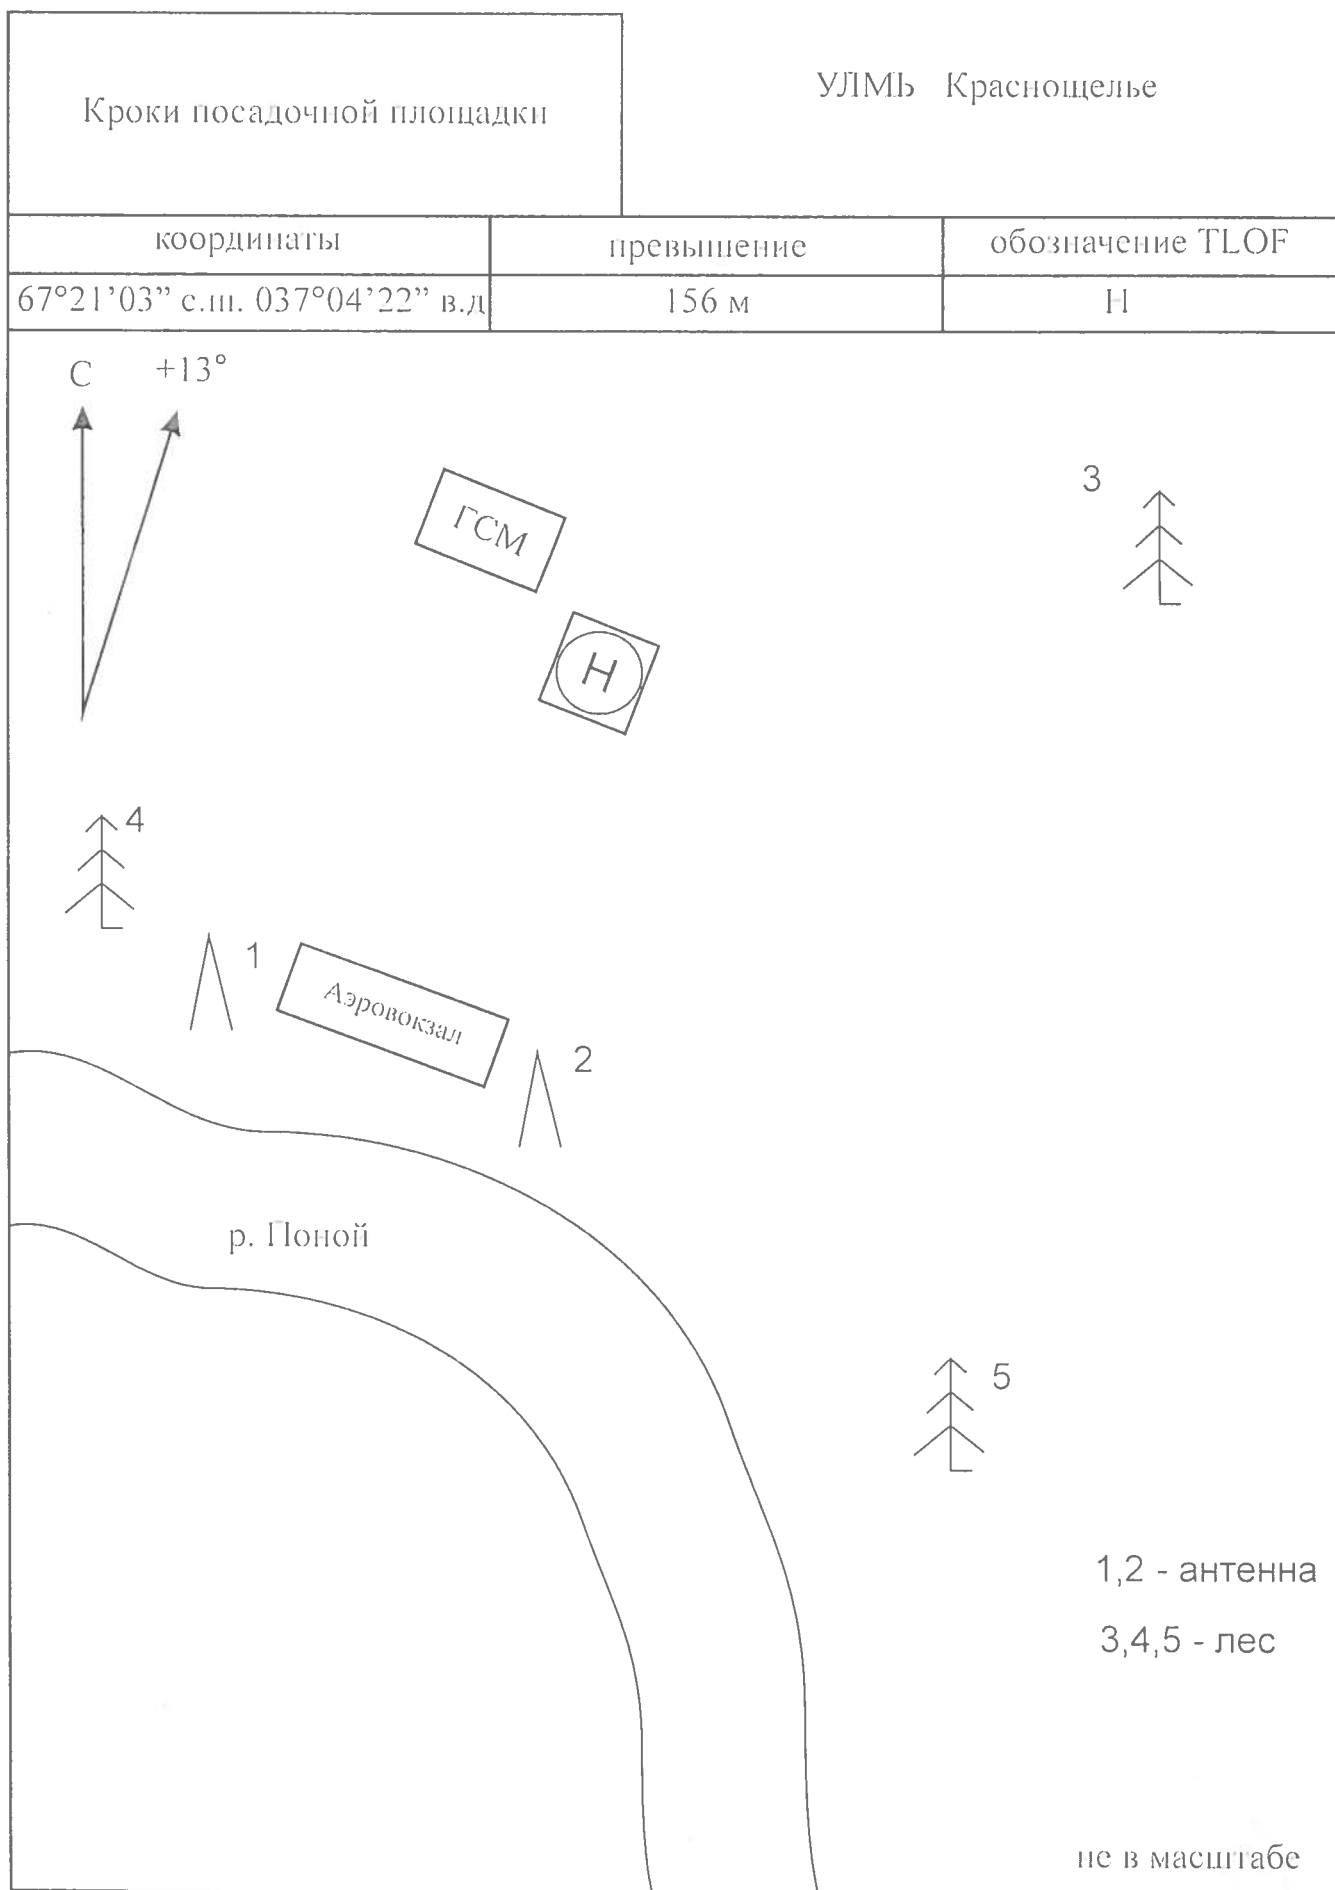 Кроки посадочной площадки
УЛМЬ Краснощелье
координаты превышение обозначение TLOF
67°21’03” с.ш. 037°04’22” в.д 156 м Н
С +13°
3
ГСМ
Н
4
1
Аэровокзал
2
р. Поной
5
1,2 - антенна
3,4,5 - лес
не в масштабе